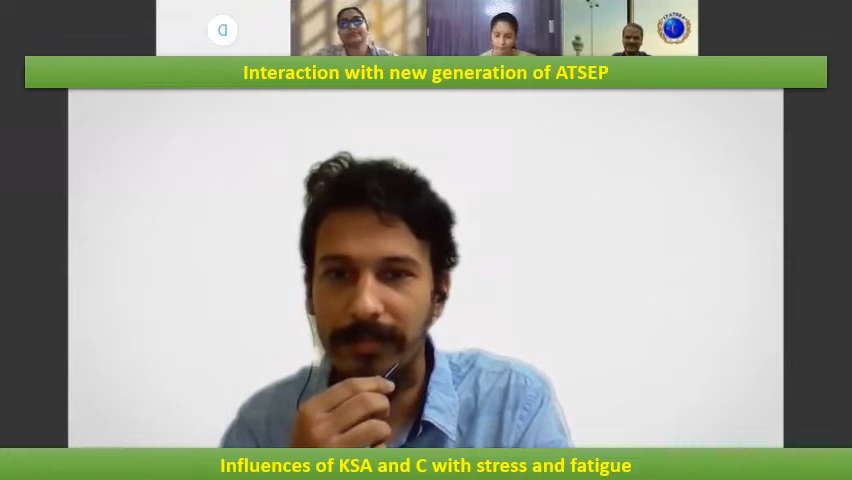 D
Interaction with new generation of ATSEP
Influences of KSA and C with stress and fatigue